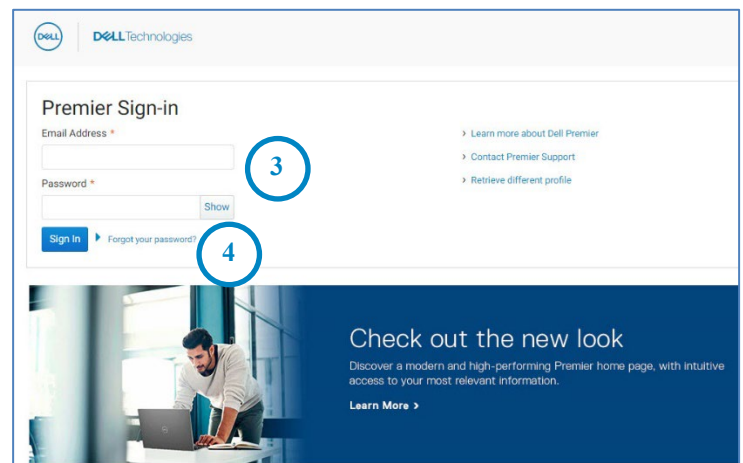 DELL
DELLTechnologies
Premier Sign-in
Email Address *
3
Password *
Show
Sign In
Forgot your password?
4
› Learn more about Dell Premier
› Contact Premier Support
› Retrieve different profile
Check out the new look
Discover a modern and high-performing Premier home page, with intuitive
access to your most relevant information.
Learn More >